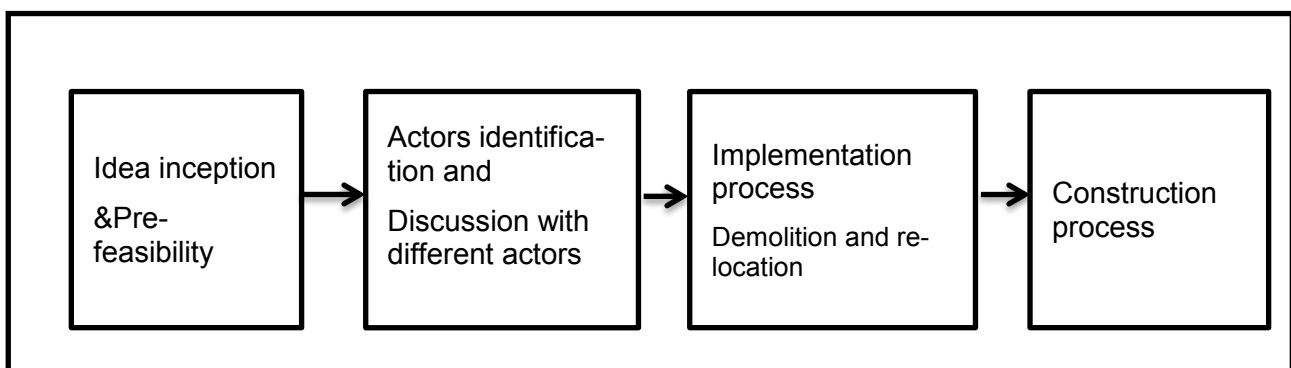 Idea inception
&Pre-
feasibility
Actors identifica-
tion and
Discussion with
different actors
Implementation
process
Demolition and re-
location
Construction
process